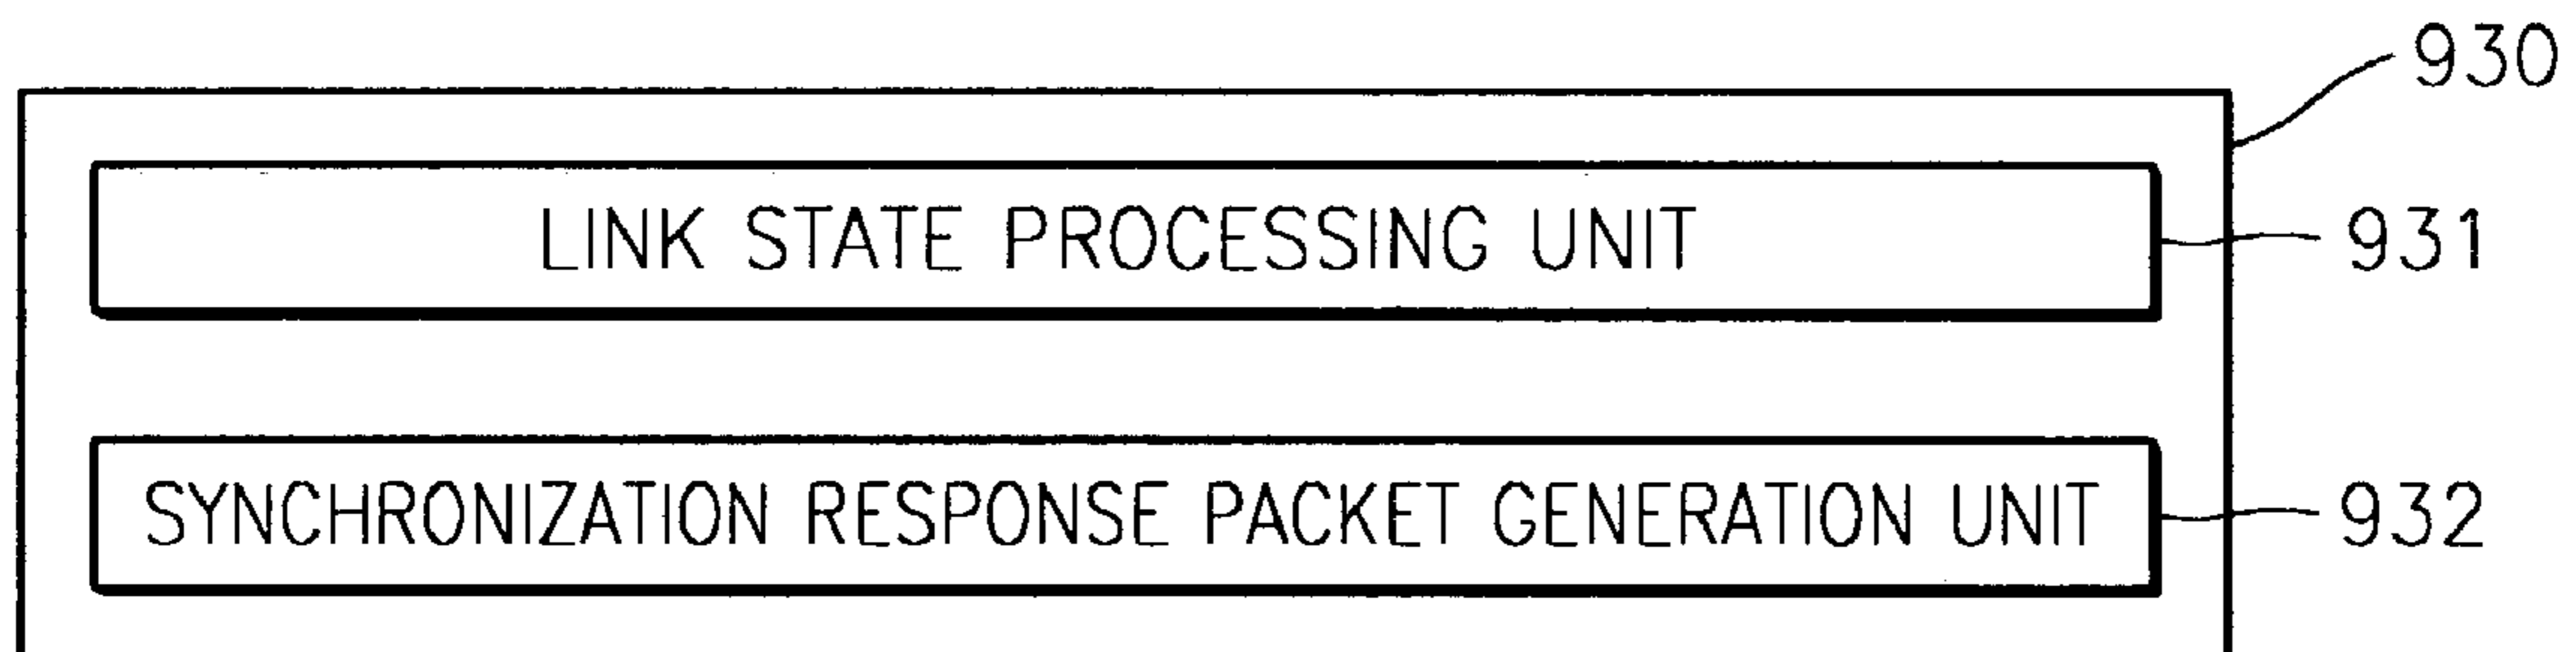 930
LINK STATE PROCESSING UNIT
931
SYNCHRONIZATION RESPONSE PACKET GENERATION UNIT
932